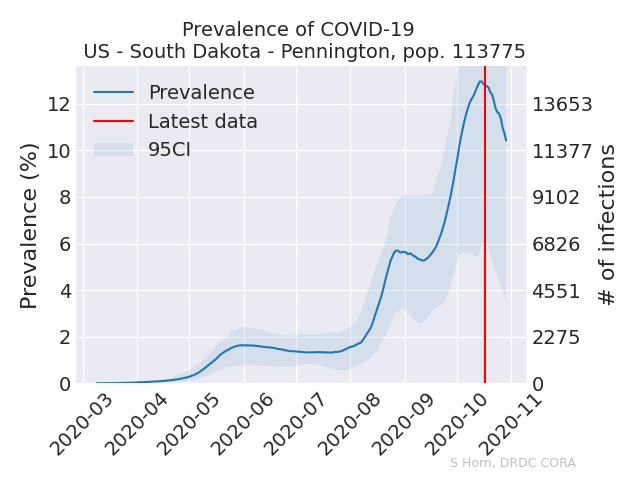 Prevalence of COVID-19
US - South Dakota - Pennington, pop. 113775
Prevalence
Latest data
95CI
Prevalence (%)
12
10
8
6
4
2
0
13653
11377
9102
6826
4551
2275
0
# of infections
2020-03
2020-04
2020-05
2020-06
2020-07
2020-08
2020-09
2020-10
2020-11
S Horn, DRDC CORA